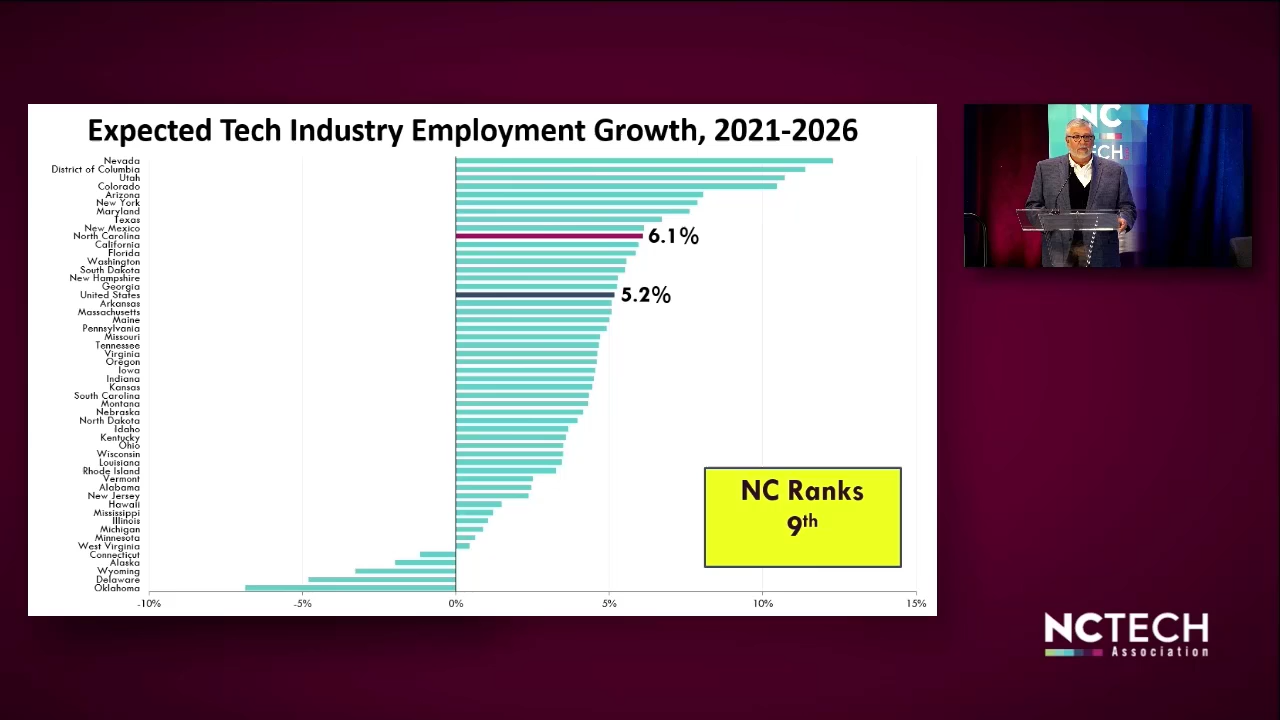 Expected Tech Industry Employment Growth, 2021-2026
Nevada
District of Columbia
Utah
Colorado
Arizona
New York
Maryland
Texas
New Mexico
North Carolina
6.1%
California
Florida
Washington
South Dakota
New Hampshire
Georgia
United States
5.2%
Arkansas
Massachusetts
Maine
Pennsylvania
Missouri
Tennessee
Virginia
Oregon
Iowa
Indiana
Kansas
South Carolina
Montana
Nebraska
North Dakota
Idaho
Kentucky
Ohio
Wisconsin
Louisiana
Rhode Island
Vermont
Alabama
New Jersey
Hawaii
Mississippi
Illinois
Michigan
Minnesota
West Virginia
Connecticut
Alaska
Wyoming
Delaware
Oklahoma
-10% -5% 0% 5% 10% 15%
NC Ranks
9th
NC
ECH
NCTECH
Association